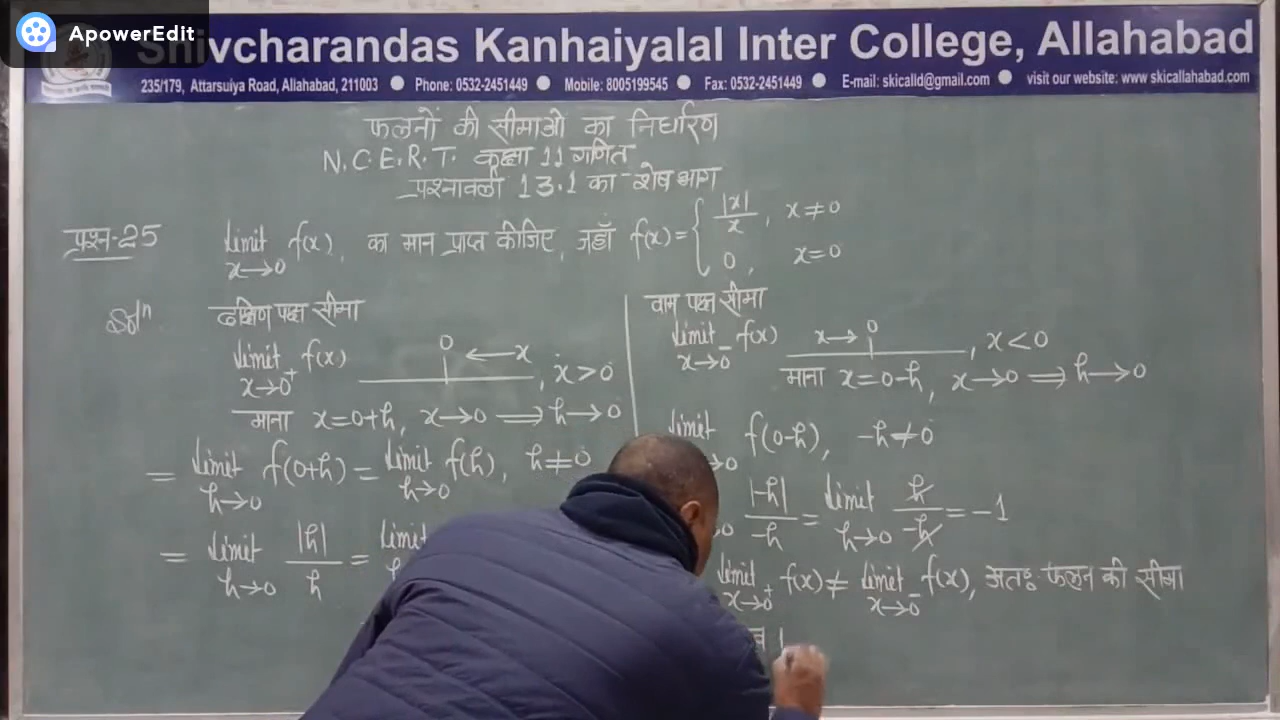 ApowerEdit
Shivcharandas Kanhaiyalal Inter College, Allahabad
235/179, Attarsuiya Road, Allahabad, 211003 ● Phone: 0532-2451449 ● Mobile: 8005199545 ● Fax: 0532-2451449 ● E-mail: skicalld@gmail.com ● visit our website: www.skicallahabad.com
फलनों की सीमाओं का निर्धारण
N.C.E.R.T. कक्षा 11 गणित
प्रश्नावली 13.1 का शेष भाग
प्रश्न-25 limit x→0 f(x), का मान प्राप्त कीजिए, जहाँ f(x) = { |x|/x, x≠0
0, x=0
Solⁿ दक्षिण पक्ष सीमा
limit x→0⁺ f(x) 0 ← x, x>0
माना x=0+h, x→0 ⟹ h→0
= limit h→0 f(0+h) = limit h→0 f(h), h≠0
= limit h→0 |h|/h = limit
वाम पक्ष सीमा
limit x→0⁻ f(x) x→ 0, x<0
माना x=0-h, x→0 ⟹ h→0
limit f(0-h), -h≠0
|-h|/-h = limit h→0 h/-h = -1
limit x→0⁺ f(x) ≠ limit x→0⁻ f(x), अतः फलन की सीमा